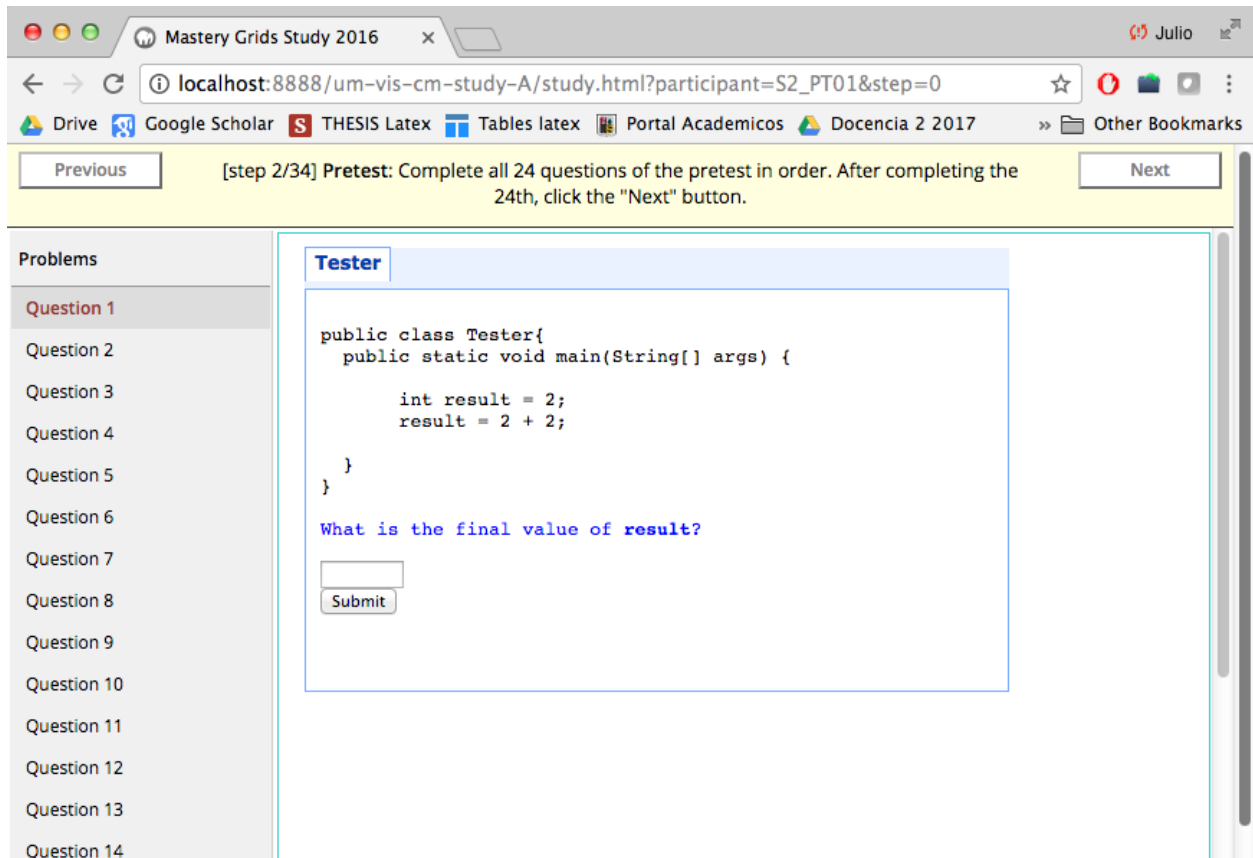 Mastery Grids Study 2016
Julio
localhost:8888/um-vis-cm-study-A/study.html?participant=S2_PT01&step=0
Drive Google Scholar S THESIS Latex Tables latex Portal Academicos Docencia 2 2017 » Other Bookmarks
Previous
[step 2/34] Pretest: Complete all 24 questions of the pretest in order. After completing the
24th, click the "Next" button.
Next
Problems
Question 1
Question 2
Question 3
Question 4
Question 5
Question 6
Question 7
Question 8
Question 9
Question 10
Question 11
Question 12
Question 13
Question 14
Tester
public class Tester{
public static void main(String[] args) {
int result = 2;
result = 2 + 2;
}
}
What is the final value of result?
Submit